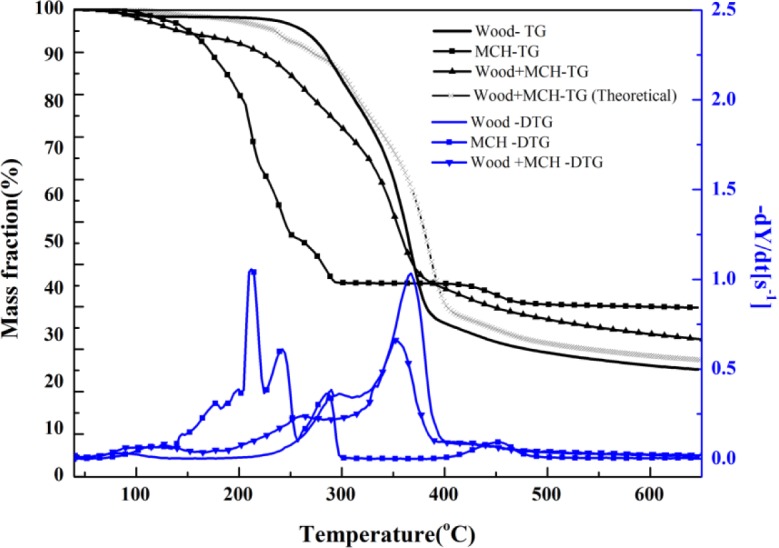 100
90
80
70
60
50
40
30
20
10
0
Mass fraction(%)
Wood- TG
MCH-TG
Wood+MCH-TG
Wood+MCH-TG (Theoretical)
Wood -DTG
MCH -DTG
Wood +MCH -DTG
2.5
2.0
1.5
1.0
0.5
0.0
-dY/dt[s⁻¹]
100
200
300
400
500
600
Temperature(°C)